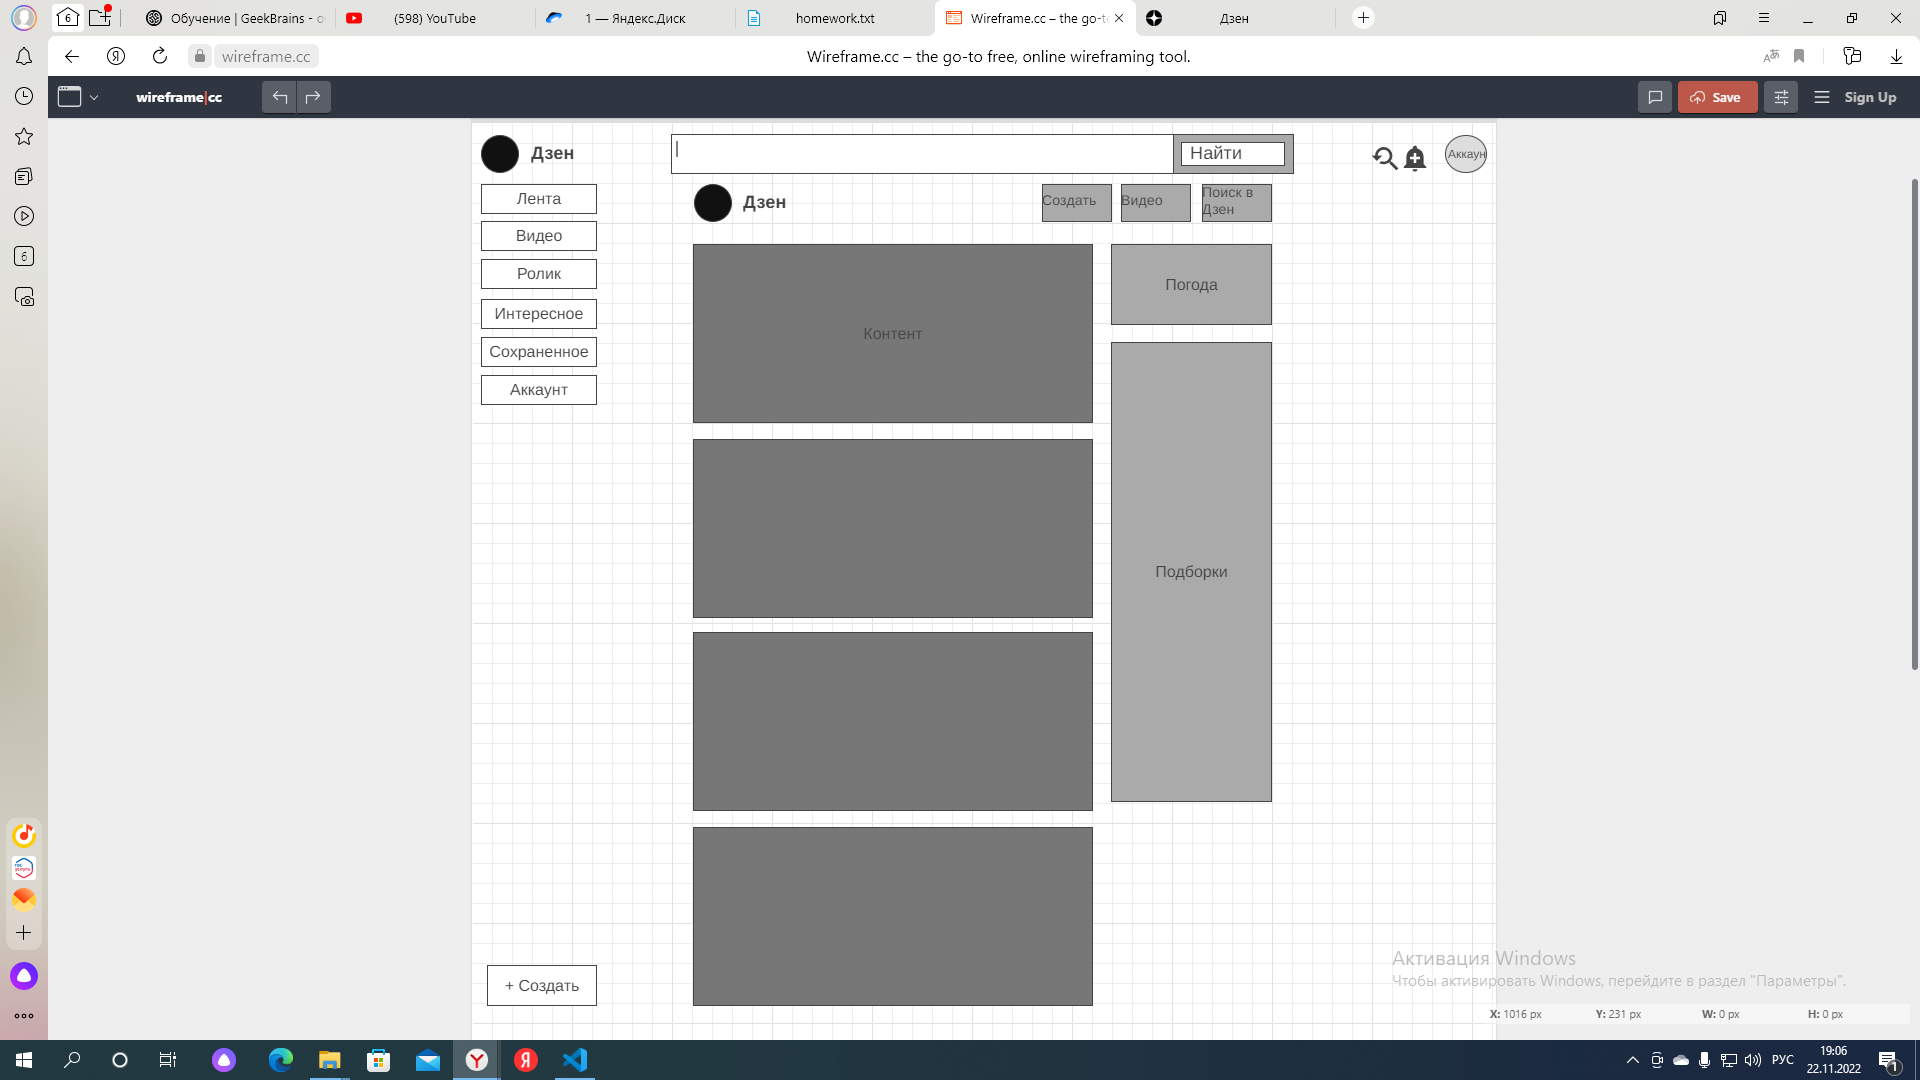 6
Обучение | GeekBrains - о
(598) YouTube
1 — Яндекс.Диск
homework.txt
Wireframe.cc – the go-to
Дзен
Я
wireframe.cc
Wireframe.cc – the go-to free, online wireframing tool.
wireframe|cc
Save
Sign Up
Дзен
Найти
Аккаун
Лента
Видео
Ролик
Интересное
Сохраненное
Аккаунт
Дзен
Создать
Видео
Поиск в
Дзен
Контент
Погода
Подборки
6
+ Создать
Активация Windows
Чтобы активировать Windows, перейдите в раздел "Параметры".
X: 1016 px Y: 231 px W: 0 px H: 0 px
Я
РУС
19:06
22.11.2022
1